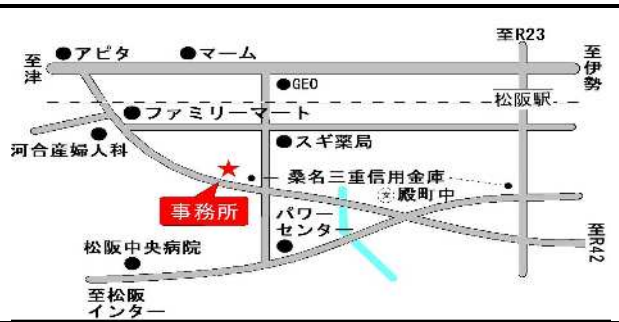 至R23
アピタ
マーム
至
津
至
伊
勢
GEO
松阪駅
ファミリーマート
スギ薬局
河合産婦人科
桑名三重信用金庫
文 殿町中
事務所
パワー
センター
至
R42
松阪中央病院
至松阪
インター